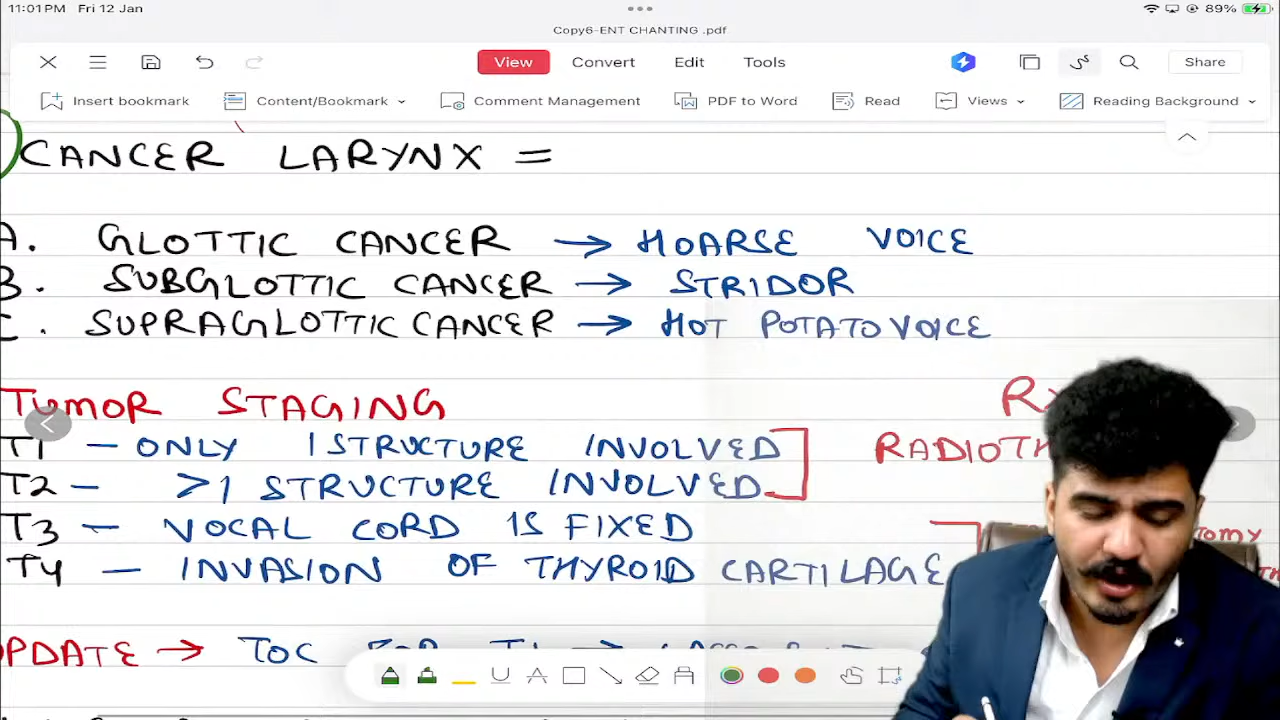 11:01 PM Fri 12 Jan 89%
Copy6-ENT CHANTING .pdf
View Convert Edit Tools Share
Insert bookmark Content/Bookmark Comment Management PDF to Word Read Views Reading Background
CANCER LARYNX =
A. GLOTTIC CANCER → HOARSE VOICE
B. SUBGLOTTIC CANCER → STRIDOR
C. SUPRAGLOTTIC CANCER → HOT POTATO VOICE
TUMOR STAGING
T1 – ONLY 1 STRUCTURE INVOLVED
T2 – >1 STRUCTURE INVOLVED
T3 – VOCAL CORD IS FIXED
T4 – INVASION OF THYROID CARTILAGE
UPDATE → TOC FOR T1 →